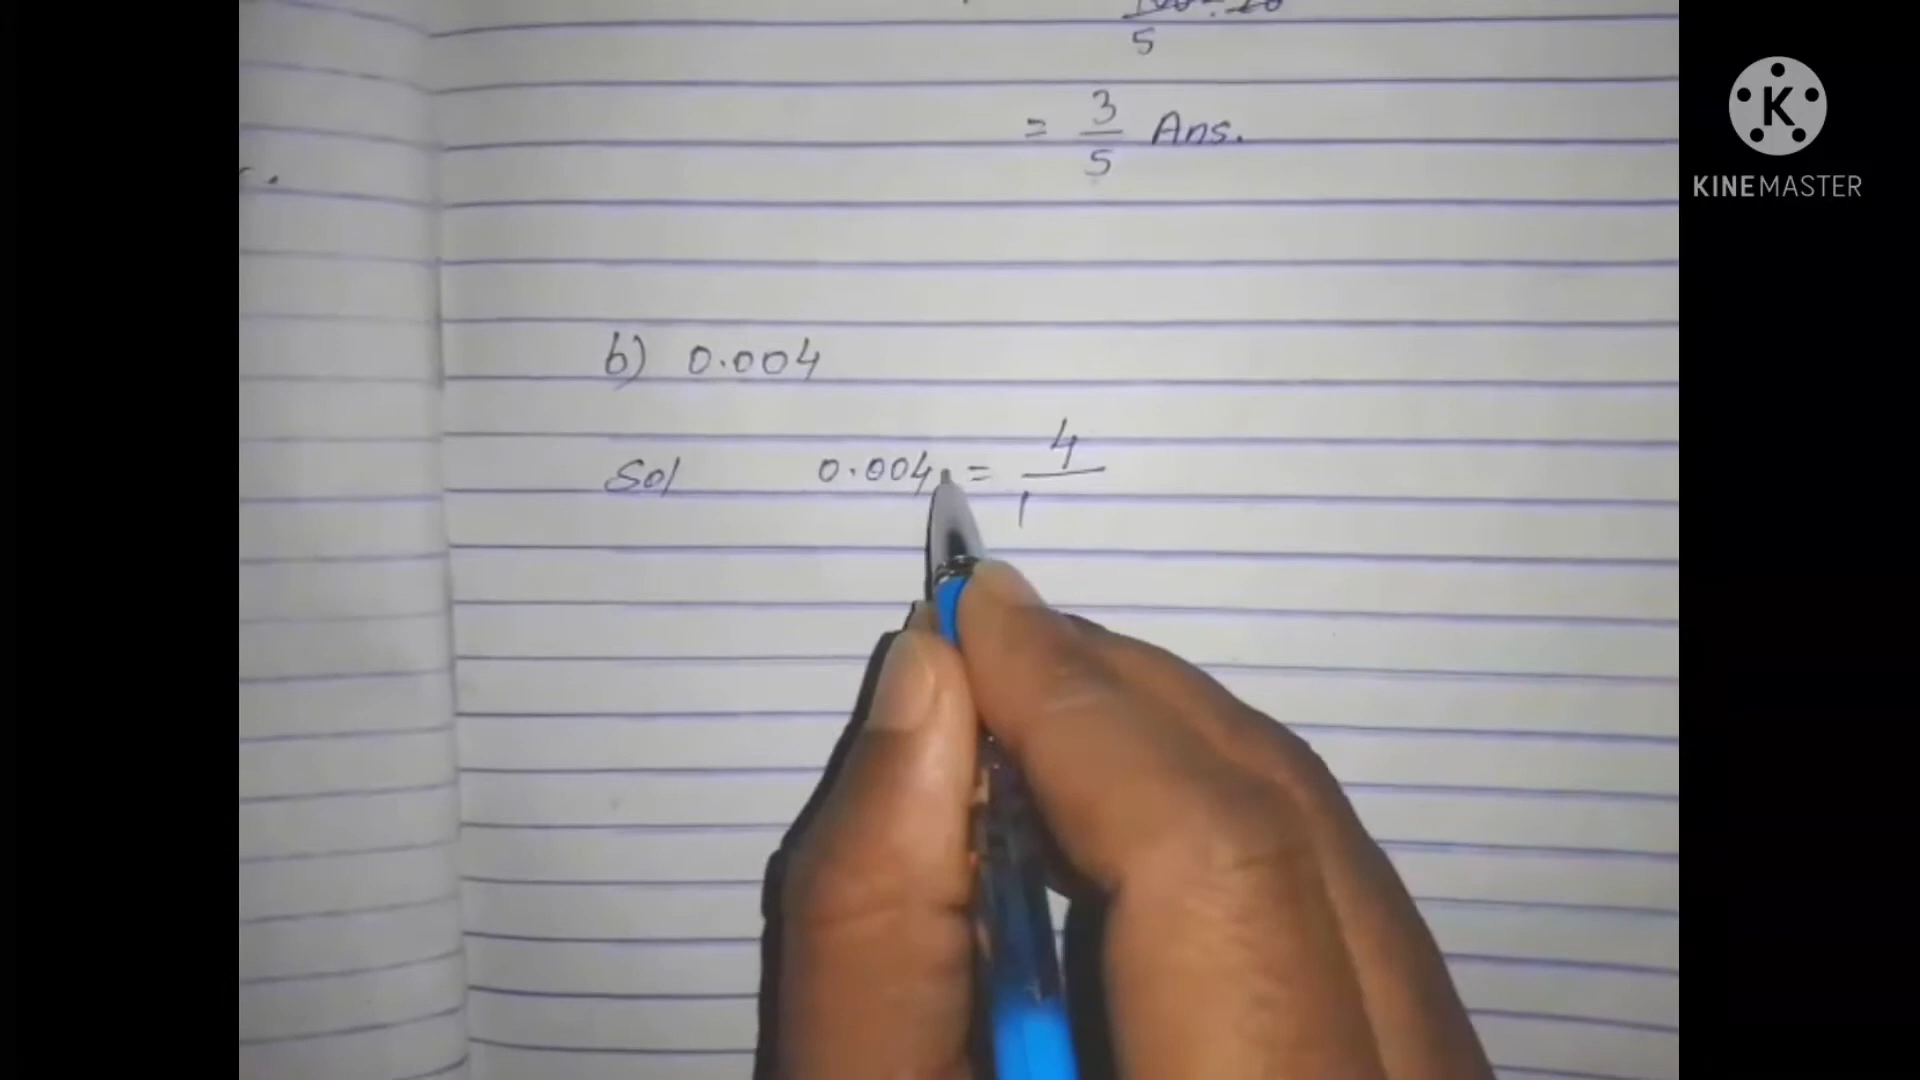 5
= 3/5 Ans.
b) 0.004
Sol 0.004 = 4/1
K
KINEMASTER